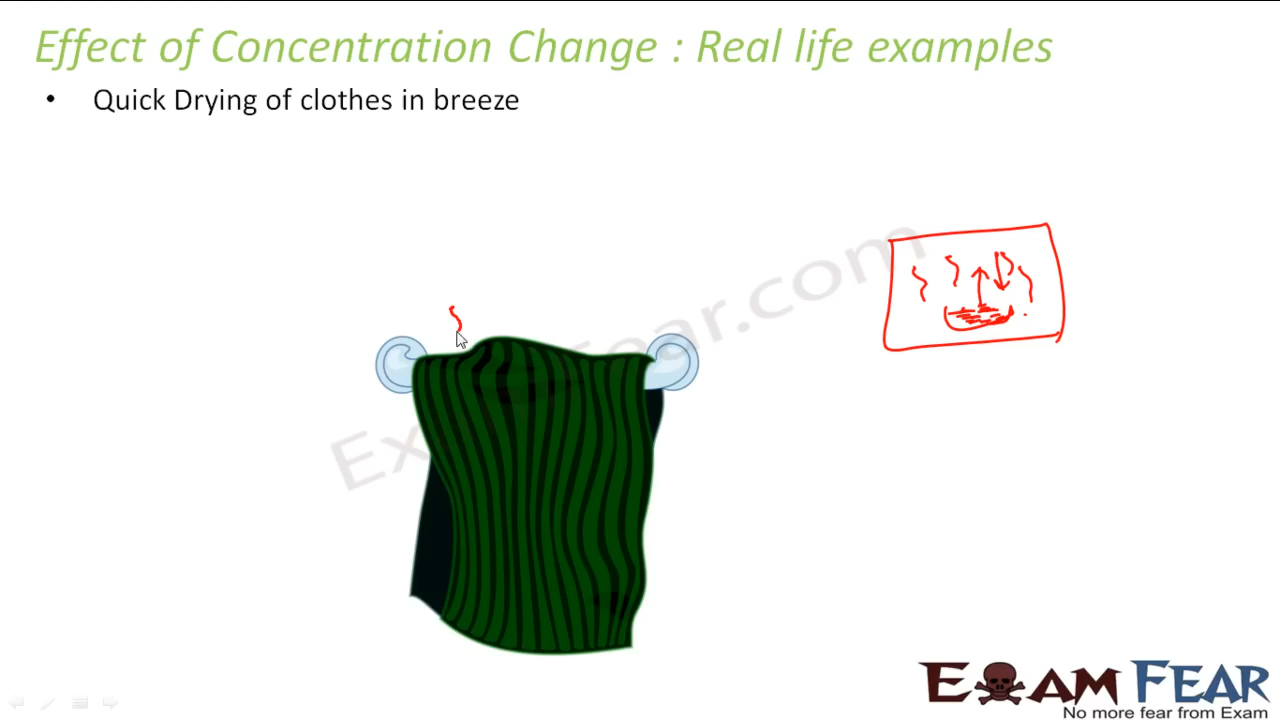 Effect of Concentration Change : Real life examples
• Quick Drying of clothes in breeze
ExamFear.com
EXAM FEAR
No more fear from Exam